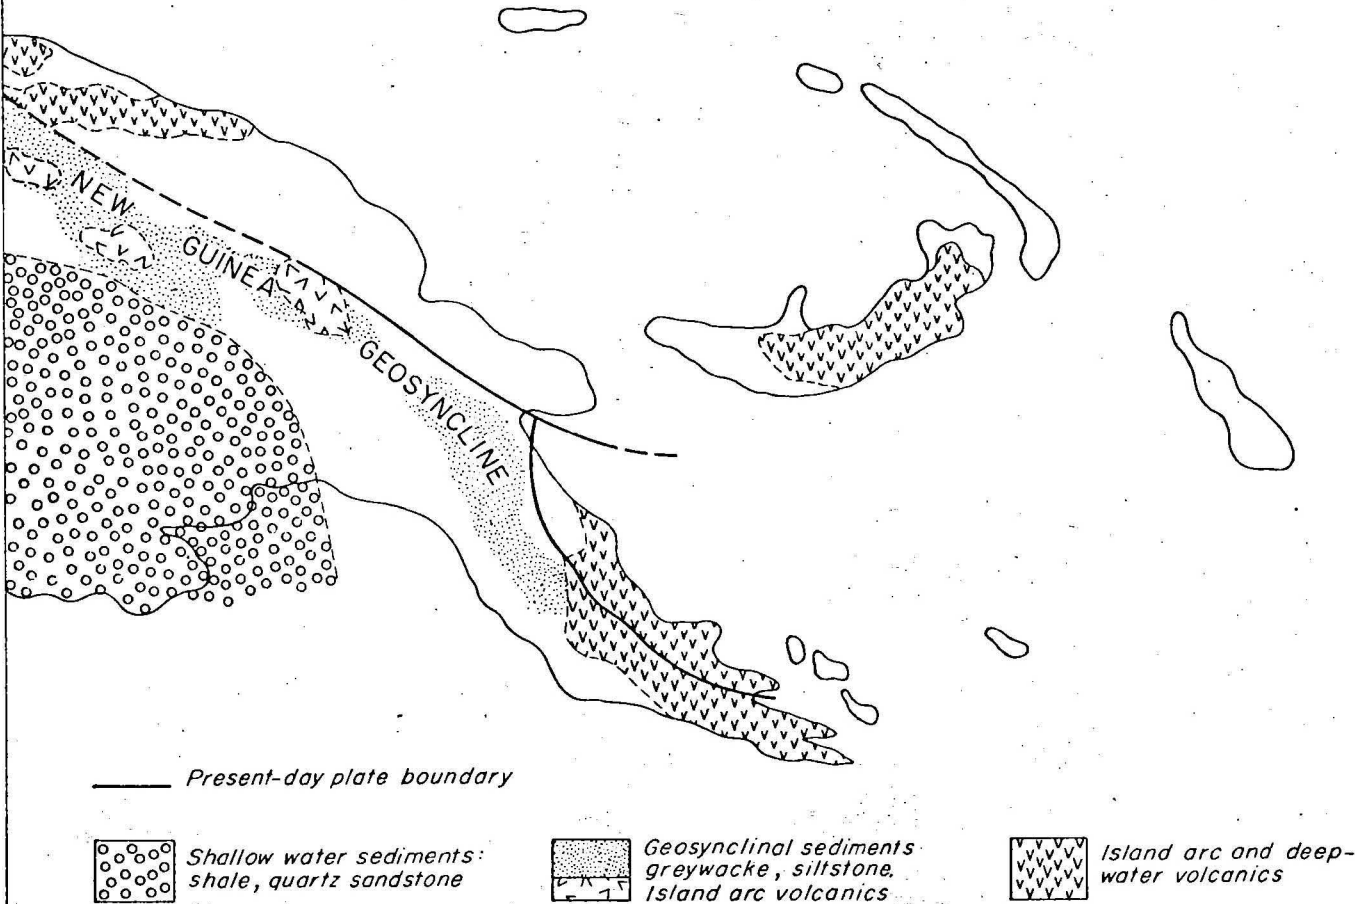 NEW
GUINEA
GEOSYNCLINE
Present-day plate boundary
Shallow water sediments:
shale, quartz sandstone
Geosynclinal sediments
greywacke, siltstone,
Island arc volcanics
Island arc and deep-
water volcanics